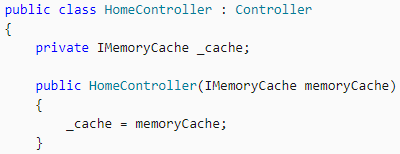 public class HomeController : Controller
{
    private IMemoryCache _cache;

    public HomeController(IMemoryCache memoryCache)
    {
        _cache = memoryCache;
    }